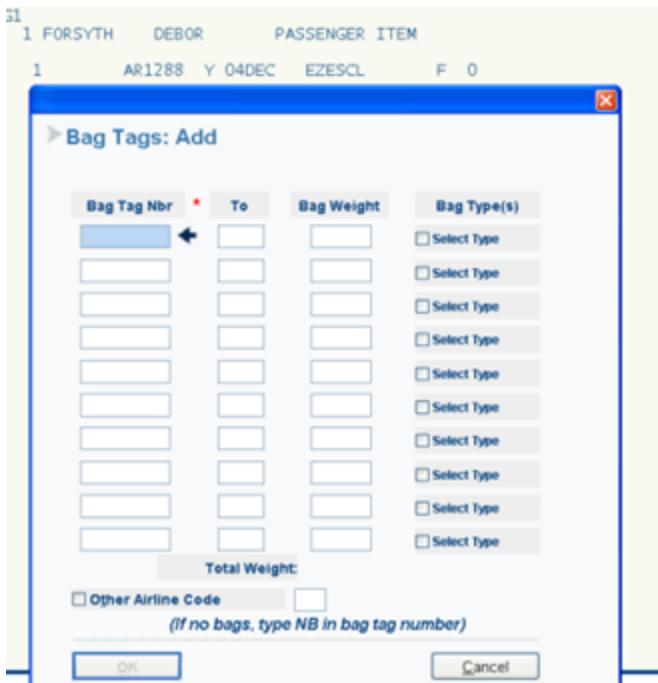 G1
1 FORSYTH DEBOR PASSENGER ITEM
1 AR1288 Y 04DEC EZESCL F 0
Bag Tags: Add
Bag Tag Nbr * To Bag Weight Bag Type(s)
Select Type
Select Type
Select Type
Select Type
Select Type
Select Type
Select Type
Select Type
Select Type
Select Type
Total Weight:
Other Airline Code
(If no bags, type NB in bag tag number)
OK Cancel